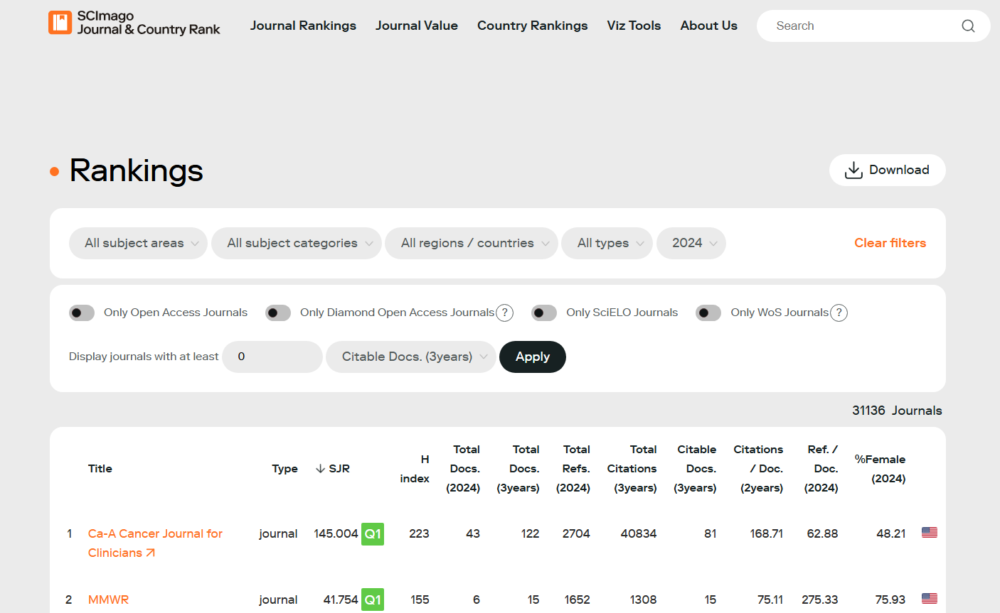 SCImago
Journal & Country Rank
Journal Rankings Journal Value Country Rankings Viz Tools About Us Search
Rankings
Download
All subject areas All subject categories All regions / countries All types 2024 Clear filters
Only Open Access Journals Only Diamond Open Access Journals ? Only SciELO Journals Only WoS Journals ?
Display journals with at least 0 Citable Docs. (3years) Apply
31136 Journals
Title Type SJR H index Total Docs. (2024) Total Docs. (3years) Total Refs. (2024) Total Citations (3years) Citable Docs. (3years) Citations / Doc. (2years) Ref. / Doc. (2024) %Female (2024)
1 Ca-A Cancer Journal for Clinicians journal 145.004 Q1 223 43 122 2704 40834 81 168.71 62.88 48.21
2 MMWR journal 41.754 Q1 155 6 15 1652 1308 15 75.11 275.33 75.93